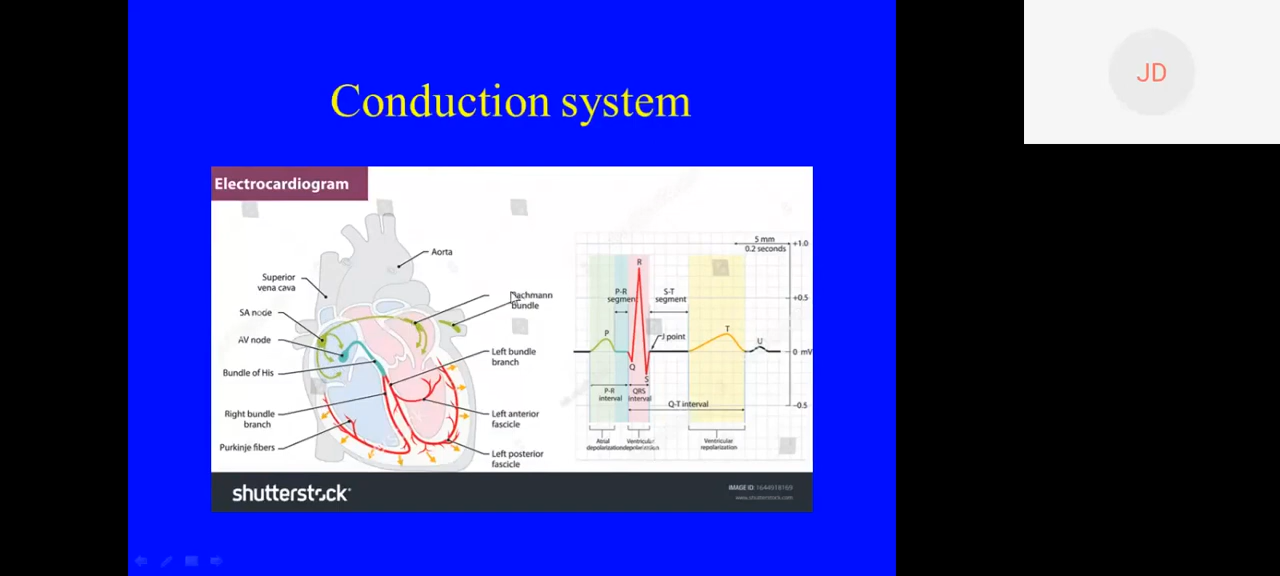 JD
Conduction system
Electrocardiogram
Aorta
Superior
vena cava
SA node
AV node
Bundle of His
Right bundle
branch
Purkinje fibers
bundle
Left bundle
branch
Left anterior
fascicle
Left posterior
fascicle
5 mm
0.2 seconds
+1.0
+0.5
0 mV
-0.5
R
P-R
segment
S-T
segment
P
J point
T
U
Q
S
P-R
interval
QRS
interval
Q-T interval
Atrial
Ventricular
Ventricular
repolarization
shutterstock
IMAGE ID: 1644918169
www.shutterstock.com